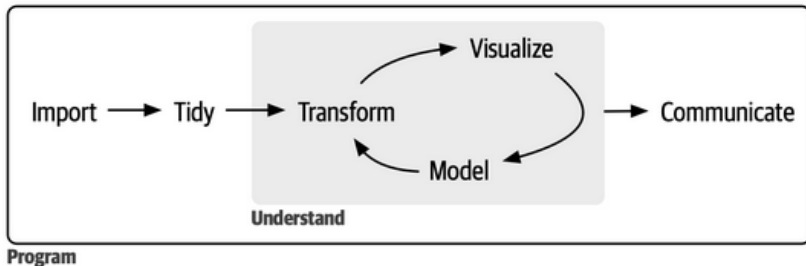 Visualize
Import Tidy Transform Communicate
Model
Understand
Program